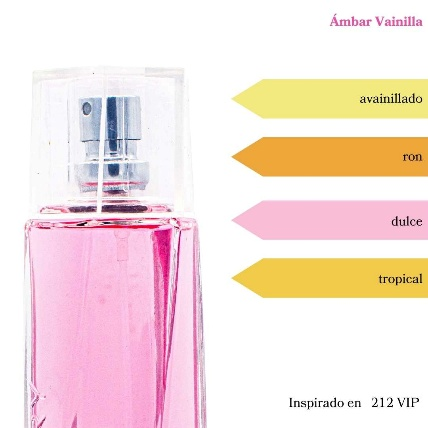 Ámbar Vainilla
avainillado
ron
dulce
tropical
Inspirado en 212 VIP